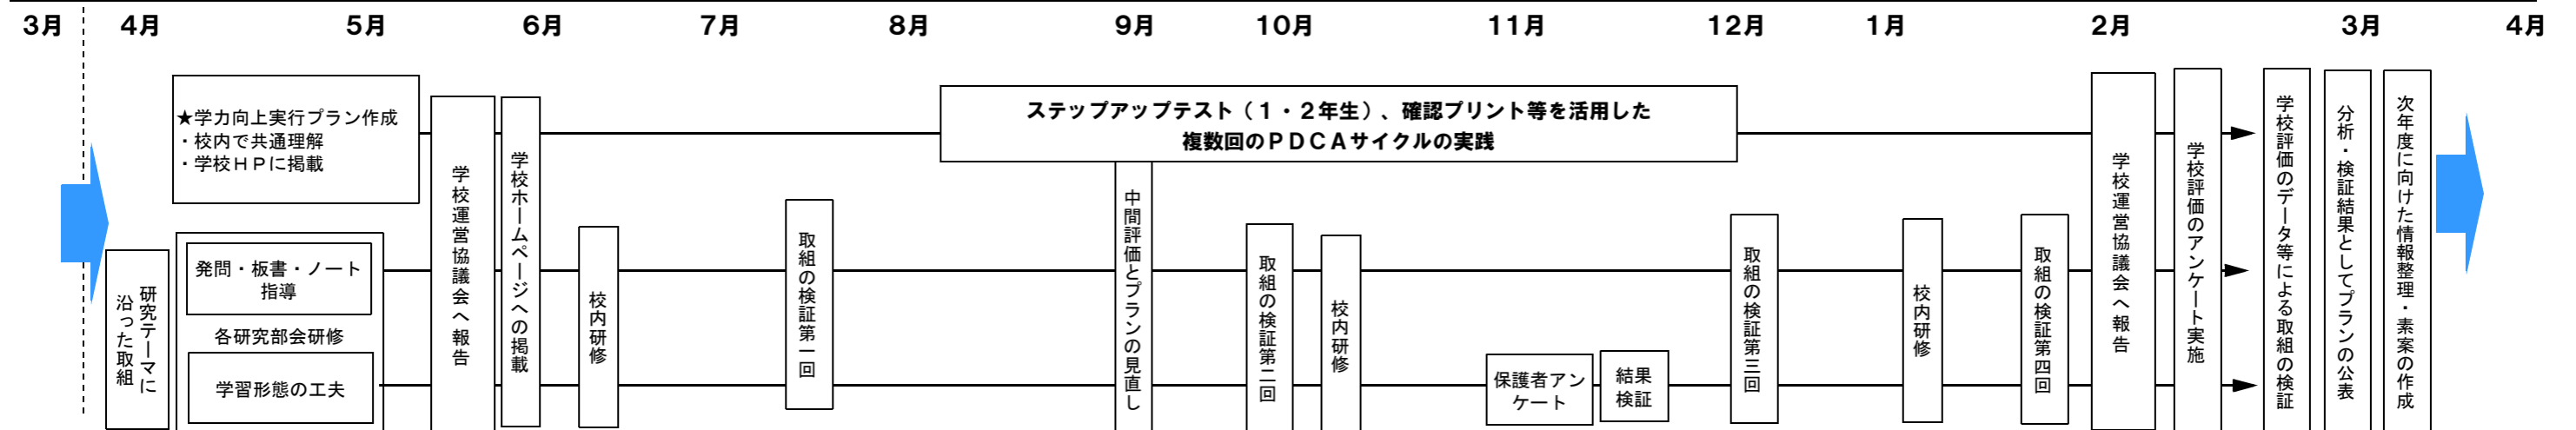 3月
4月
5月
6月
7月
8月
9月
10月
11月
12月
1月
2月
3月
4月
★学力向上実行プラン作成
・校内で共通理解
・学校ＨＰに掲載
研究テーマに
沿った取組
発問・板書・ノート
指導
各研究部会研修
学習形態の工夫
学校運営協議会へ報告
学校ホームページへの掲載
校内研修
取組の検証第一回
ステップアップテスト（１・２年生）、確認プリント等を活用した
複数回のＰＤＣＡサイクルの実践
中間評価とプランの見直し
取組の検証第二回
校内研修
保護者アン
ケート
結果
検証
取組の検証第三回
校内研修
取組の検証第四回
学校運営協議会へ報告
学校評価のアンケート実施
学校評価のデータ等による取組の検証
分析・検証結果としてプランの公表
次年度に向けた情報整理・素案の作成